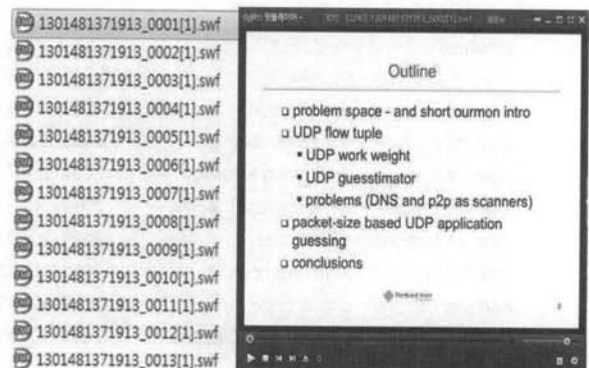 1301481371913_0001[1].swf
1301481371913_0002[1].swf
1301481371913_0003[1].swf
1301481371913_0004[1].swf
1301481371913_0005[1].swf
1301481371913_0006[1].swf
1301481371913_0007[1].swf
1301481371913_0008[1].swf
1301481371913_0009[1].swf
1301481371913_0010[1].swf
1301481371913_0011[1].swf
1301481371913_0012[1].swf
1301481371913_0013[1].swf
Outline
problem space - and short ourmon intro
UDP flow tuple
UDP work weight
UDP guesstimator
problems (DNS and p2p as scanners)
packet-size based UDP application
guessing
conclusions